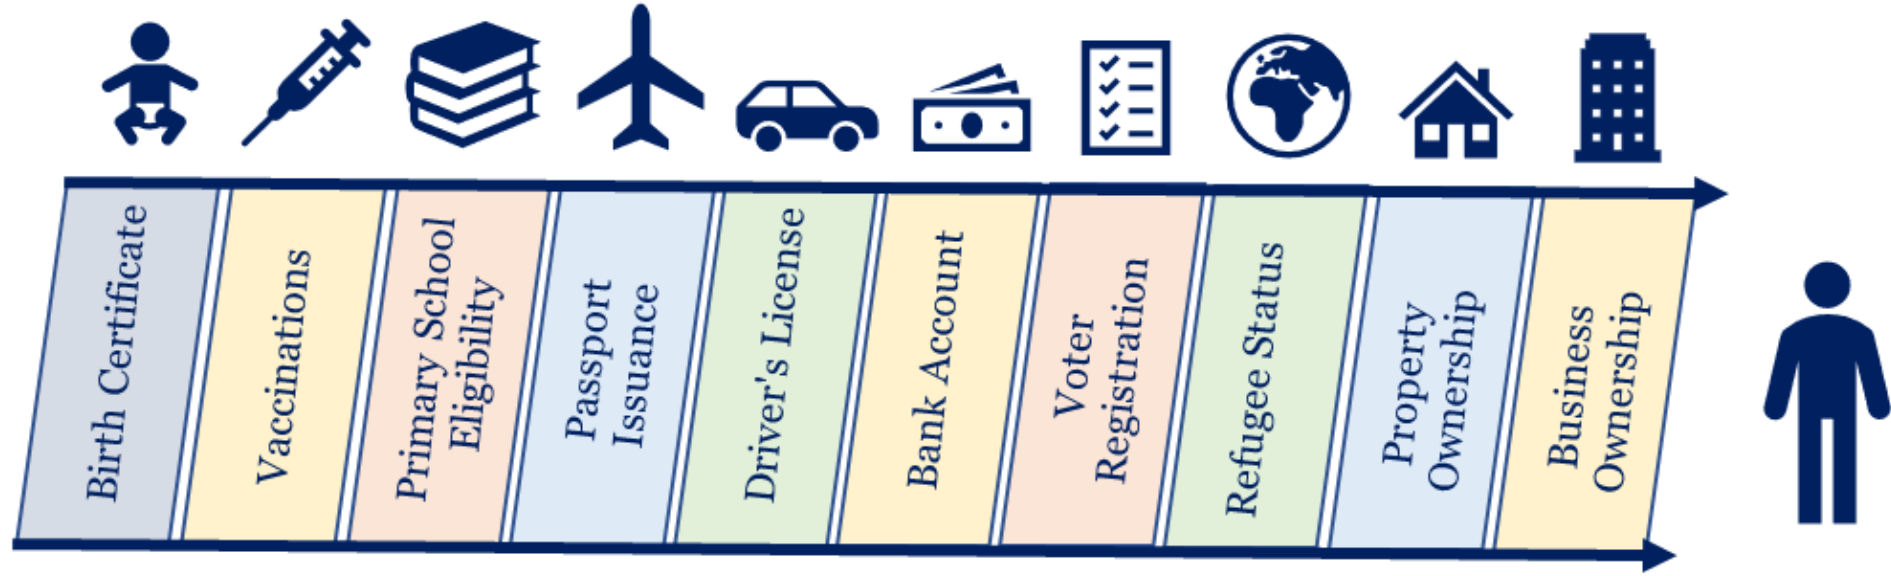 Birth Certificate
Vaccinations
Primary School
Eligibility
Passport
Issuance
Driver's License
Bank Account
Voter
Registration
Refugee Status
Property
Ownership
Business
Ownership